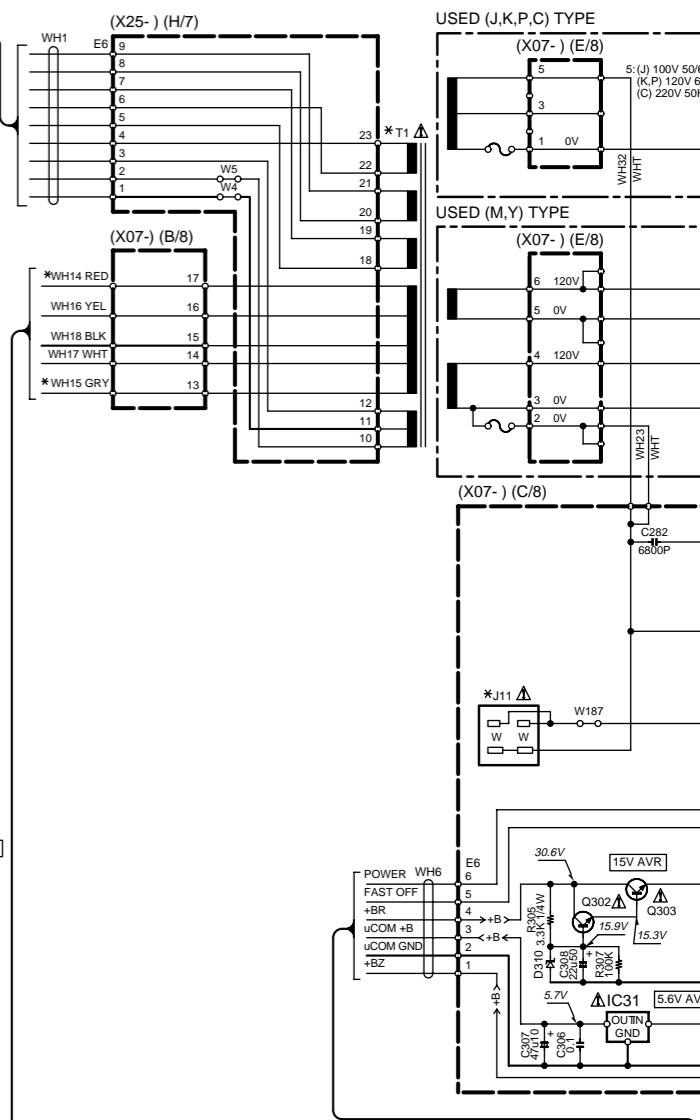 (X25- ) (H/7)
WH1
E6
9
8
7
6
5
4
3
2
1
W5
W4
23
22
21
20
19
18
*T1
(X07-) (B/8)
*WH14 RED 17
WH16 YEL 16
WH18 BLK 15
WH17 WHT 14
*WH15 GRY 13
12
11
10
USED (J,K,P,C) TYPE
(X07- ) (E/8)
5
3
1 0V
5:(J) 100V 50/6
(K,P) 120V 6
(C) 220V 50H
WH32
WHT
USED (M,Y) TYPE
(X07- ) (E/8)
6 120V
5 0V
4 120V
3 0V
2 0V
WH23
WHT
(X07- ) (C/8)
C282
6800P
*J11
W W
W187
POWER WH6 E6
6
FAST OFF 5
+BR 4
uCOM +B 3
uCOM GND 2
+BZ 1
+B
+B
+B
30.6V
15V AVR
R305
3.3K 1/4W
Q302
Q303
15.9V
15.3V
D310
C308
22u50
+
R307
100K
5.7V
IC31
5.6V AV
OUT IN
GND
C307
47u10
+
C306
0.1